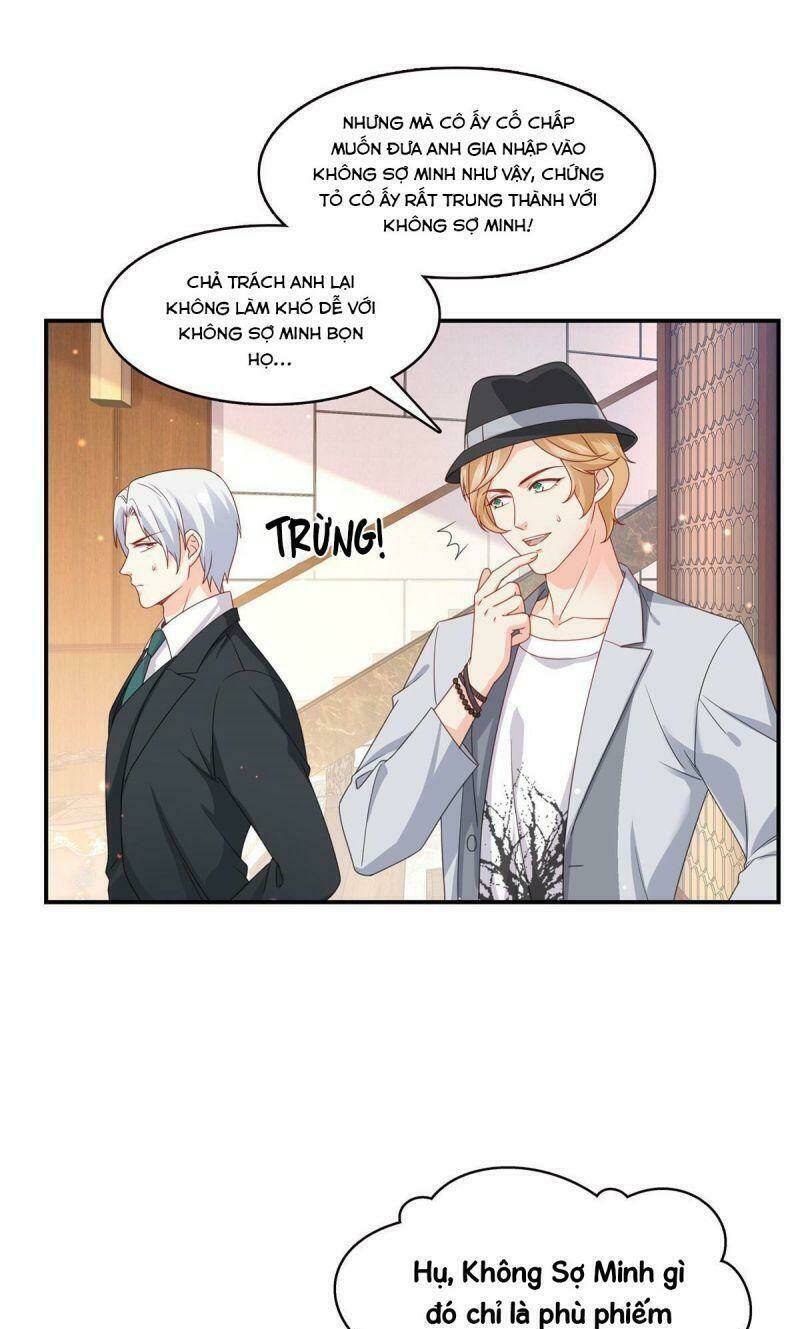 NHƯNG MÀ CÔ ẤY CỐ CHẤP
MUỐN ĐƯA ANH GIA NHẬP VÀO
KHÔNG SỢ MINH NHƯ VẬY, CHỨNG
TỎ CÔ ẤY RẤT TRUNG THÀNH VỚI
KHÔNG SỢ MINH!
CHẢ TRÁCH ANH LẠI
KHÔNG LÀM KHÓ DỄ VỚI
KHÔNG SỢ MINH BỌN
HỌ...
TRỪNG!
Hụ, Không Sợ Minh gì
đó chỉ là phù phiếm